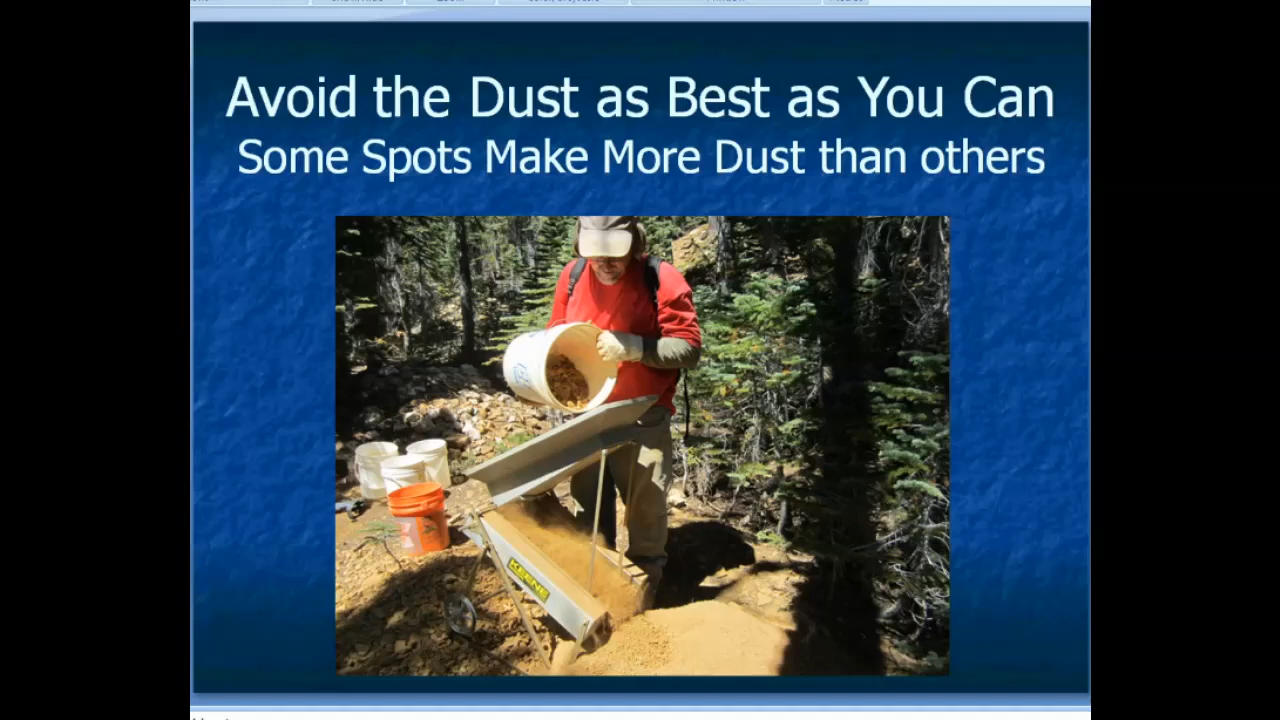 Avoid the Dust as Best as You Can
Some Spots Make More Dust than others
KEENE